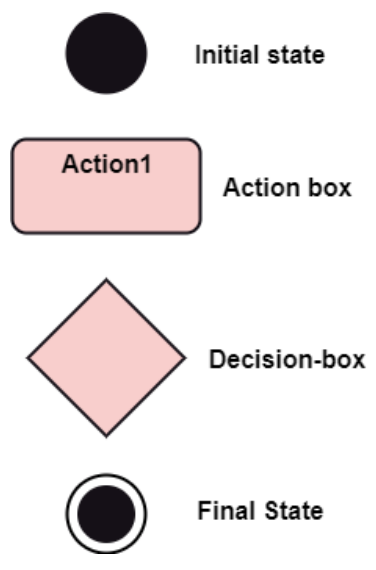 Initial state
Action1
Action box
Decision-box
Final State